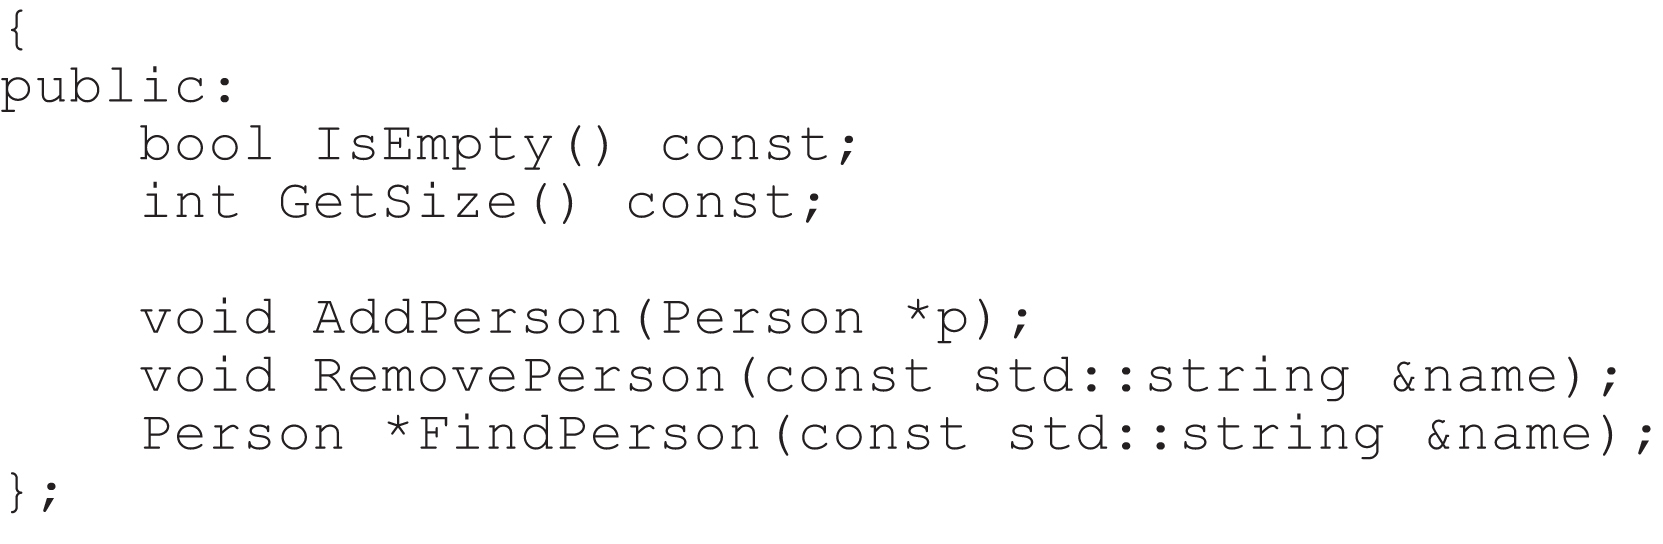 {
public:
    bool IsEmpty() const;
    int GetSize() const;

    void AddPerson(Person *p);
    void RemovePerson(const std::string &name);
    Person *FindPerson(const std::string &name);
};